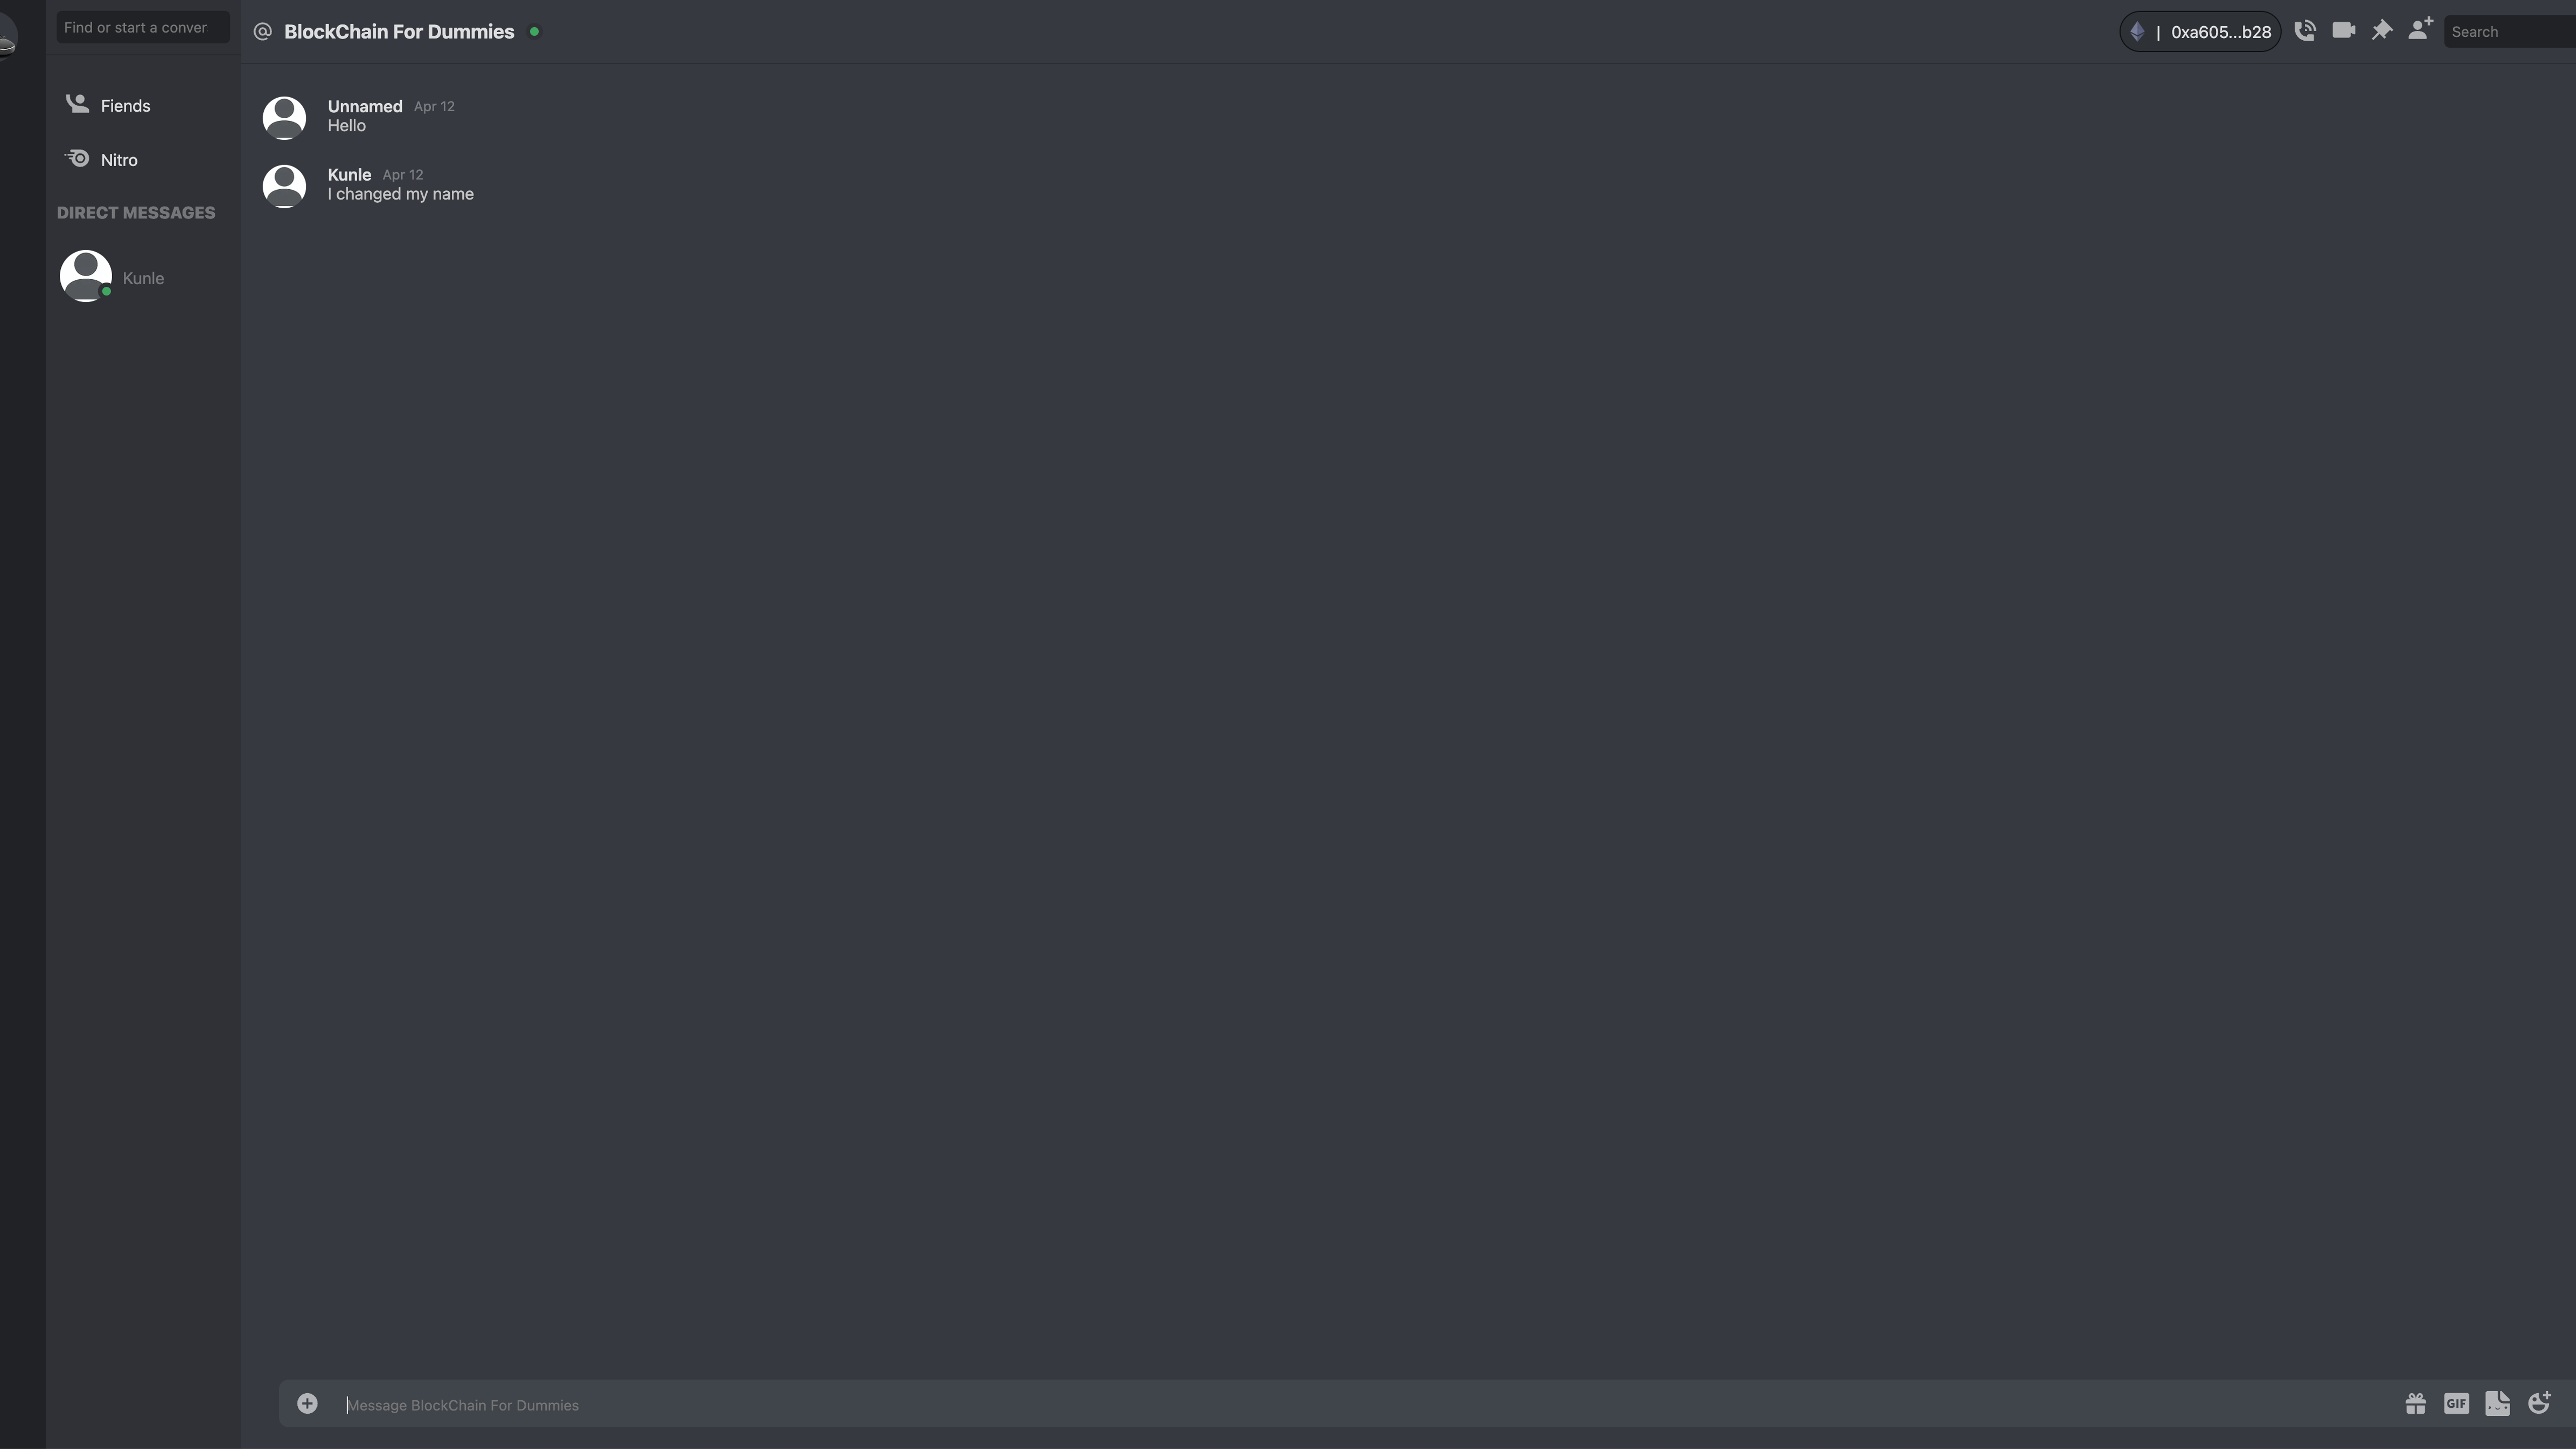 Find or start a conver
BlockChain For Dummies
| 0xa605...b28
Search
Fiends
Nitro
DIRECT MESSAGES
Kunle
Unnamed Apr 12
Hello
Kunle Apr 12
I changed my name
Message BlockChain For Dummies
GIF